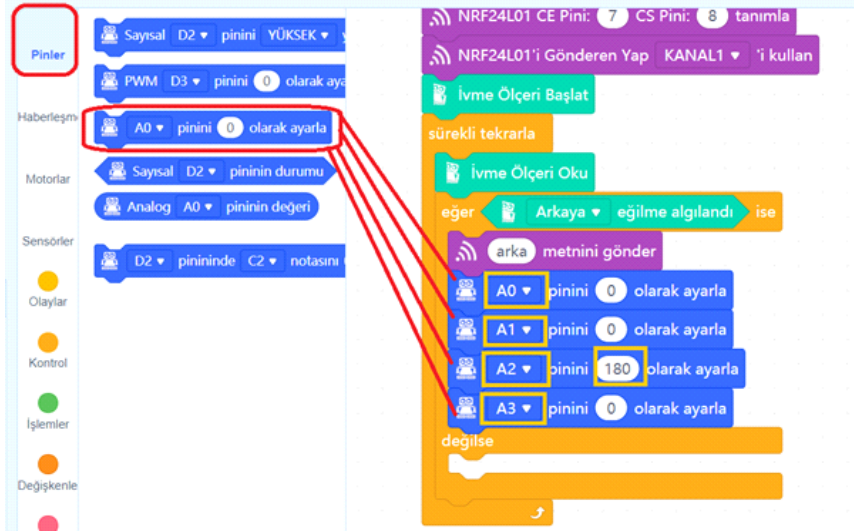 Pinler
Haberleşm
Motorlar
Sensörler
Olaylar
Kontrol
İşlemler
Değişkenle
Sayısal D2 pinini YÜKSEK y
PWM D3 pinini 0 olarak aya
A0 pinini 0 olarak ayarla
Sayısal D2 pininin durumu
Analog A0 pininin değeri
D2 pinininde C2 notasını
NRF24L01 CE Pini: 7 CS Pini: 8 tanımla
NRF24L01'i Gönderen Yap KANAL1 'i kullan
İvme Ölçeri Başlat
sürekli tekrarla
İvme Ölçeri Oku
eğer Arkaya eğilme algılandı ise
arka metnini gönder
A0 pinini 0 olarak ayarla
A1 pinini 0 olarak ayarla
A2 pinini 180 olarak ayarla
A3 pinini 0 olarak ayarla
değilse